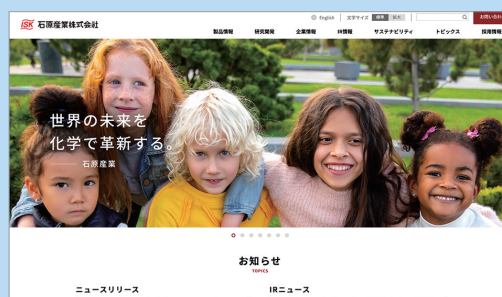 English 文字サイズ 標準 拡大 お問い合わ
ISK 石原産業株式会社
製品情報 研究開発 企業情報 IR情報 サステナビリティ トピックス 採用情報
世界の未来を
化学で革新する。
石原産業
お知らせ
TOPICS
ニュースリリース IRニュース